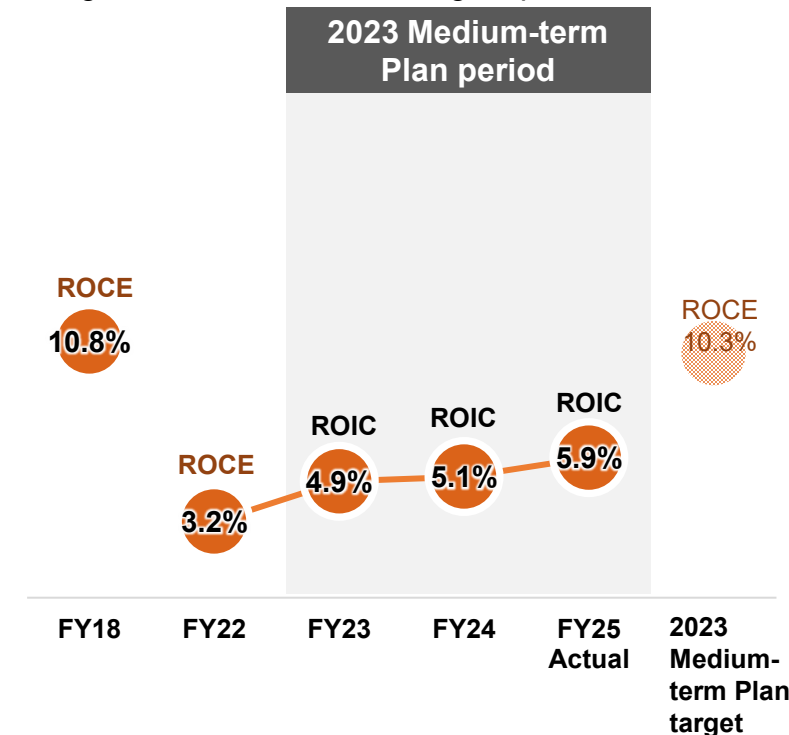 2023 Medium-term
Plan period
ROCE
10.8%
ROCE
3.2%
ROIC
4.9%
ROIC
5.1%
ROIC
5.9%
ROCE
10.3%
FY18
FY22
FY23
FY24
FY25
Actual
2023
Medium-
term Plan
target